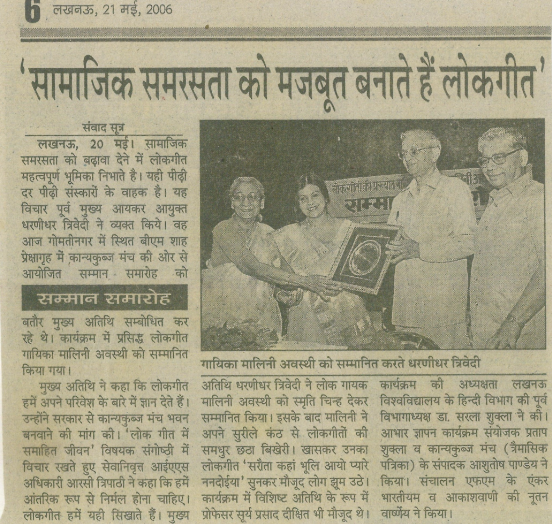 6 लखनऊ, 21 मई, 2006
‘सामाजिक समरसता को मजबूत बनाते हैं लोकगीत’
संवाद सूत्र
लखनऊ, 20 मई। सामाजिक
समरसता को बढ़ावा देने में लोकगीत
महत्वपूर्ण भूमिका निभाते है। यही पीढ़ी
दर पीढ़ी संस्कारों के वाहक है। यह
विचार पूर्व मुख्य आयकर आयुक्त
धरणीधर त्रिवेदी ने व्यक्त किये। वह
आज गोमतीनगर में स्थित बीएम शाह
प्रेक्षागृह में कान्यकुब्ज मंच की ओर से
आयोजित सम्मान समारोह को
सम्मान समारोह
बतौर मुख्य अतिथि सम्बोधित कर
रहे थे। कार्यक्रम में प्रसिद्ध लोकगीत
गायिका मालिनी अवस्थी को सम्मानित
किया गया।
मुख्य अतिथि ने कहा कि लोकगीत
हमें अपने परिवेश के बारे में ज्ञान देते हैं।
उन्होंने सरकार से कान्यकुब्ज मंच भवन
बनवाने की मांग की। ‘लोक गीत में
समाहित जीवन’ विषयक संगोष्ठी में
विचार रखते हुए सेवानिवृत्त आईएएस
अधिकारी आरसी त्रिपाठी ने कहा कि हमें
आंतरिक रूप से निर्मल होना चाहिए।
लोकगीत हमें यही सिखाते हैं। मुख्य
सम्मा
गायिका मालिनी अवस्थी को सम्मानित करते धरणीधर त्रिवेदी
अतिथि धरणीधर त्रिवेदी ने लोक गायक
मालिनी अवस्थी को स्मृति चिन्ह देकर
सम्मानित किया। इसके बाद मालिनी ने
अपने सुरीले कंठ से लोकगीतों की
समधुर छठा बिखेरी। खासकर उनका
लोकगीत ‘सरौता कहां भूलि आयो प्यारे
ननदोईया’ सुनकर मौजूद लोग झूम उठे।
कार्यक्रम में विशिष्ट अतिथि के रूप में
प्रोफेसर सूर्य प्रसाद दीक्षित भी मौजूद थे।
कार्यक्रम की अध्यक्षता लखनऊ
विश्वविद्यालय के हिन्दी विभाग की पूर्व
विभागाध्यक्ष डा. सरला शुक्ला ने की।
आभार ज्ञापन कार्यक्रम संयोजक प्रताप
शुक्ला व कान्यकुब्ज मंच (त्रैमासिक
पत्रिका) के संपादक आशुतोष पाण्डेय ने
किया। संचालन एफएम के एंकर
भारतीयम व आकाशवाणी की नूतन
वार्ष्णेय ने किया।